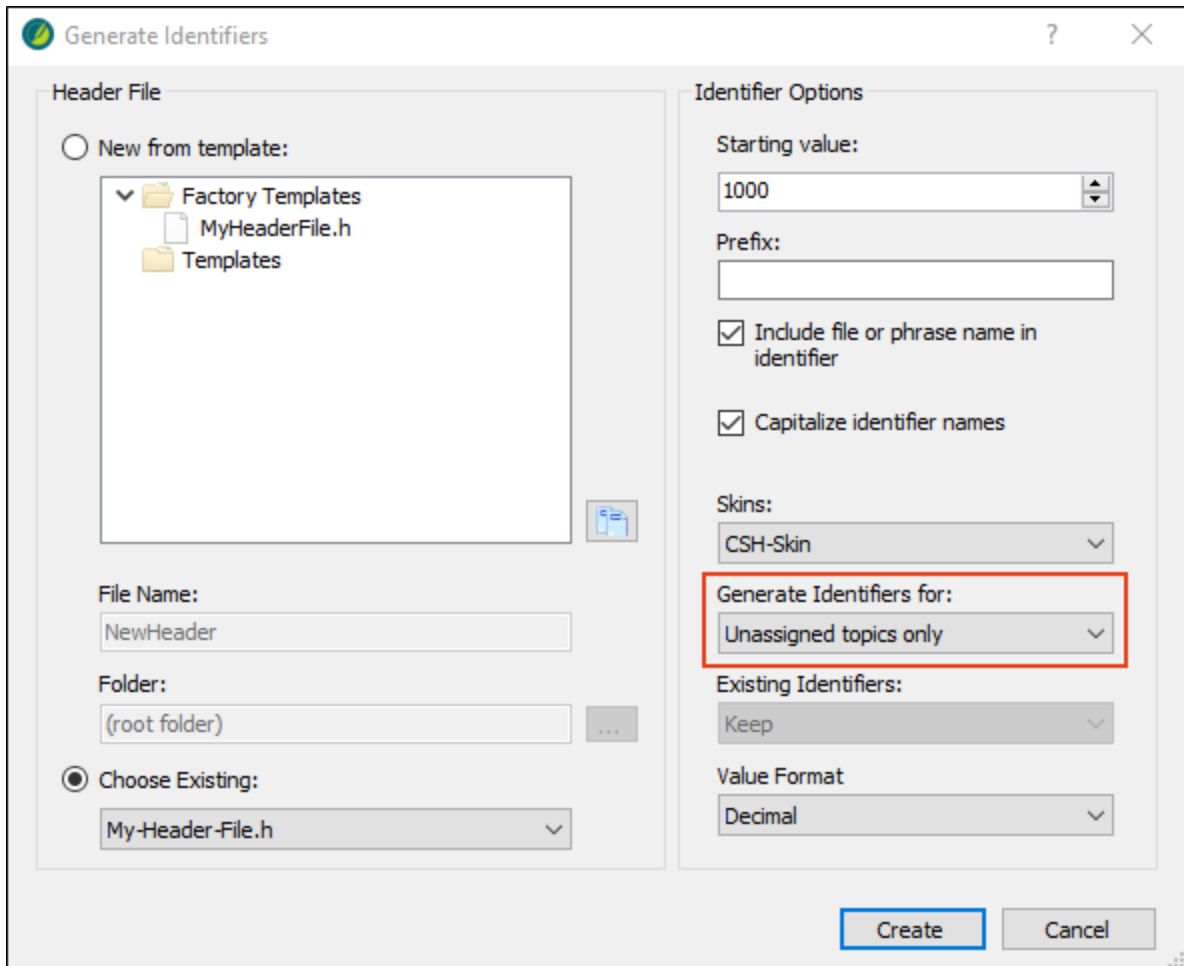 Generate Identifiers
?
Header File
New from template:
Factory Templates
MyHeaderFile.h
Templates
File Name:
NewHeader
Folder:
(root folder)
...
Choose Existing:
My-Header-File.h
Identifier Options
Starting value:
1000
Prefix:
Include file or phrase name in
identifier
Capitalize identifier names
Skins:
CSH-Skin
Generate Identifiers for:
Unassigned topics only
Existing Identifiers:
Keep
Value Format
Decimal
Create
Cancel